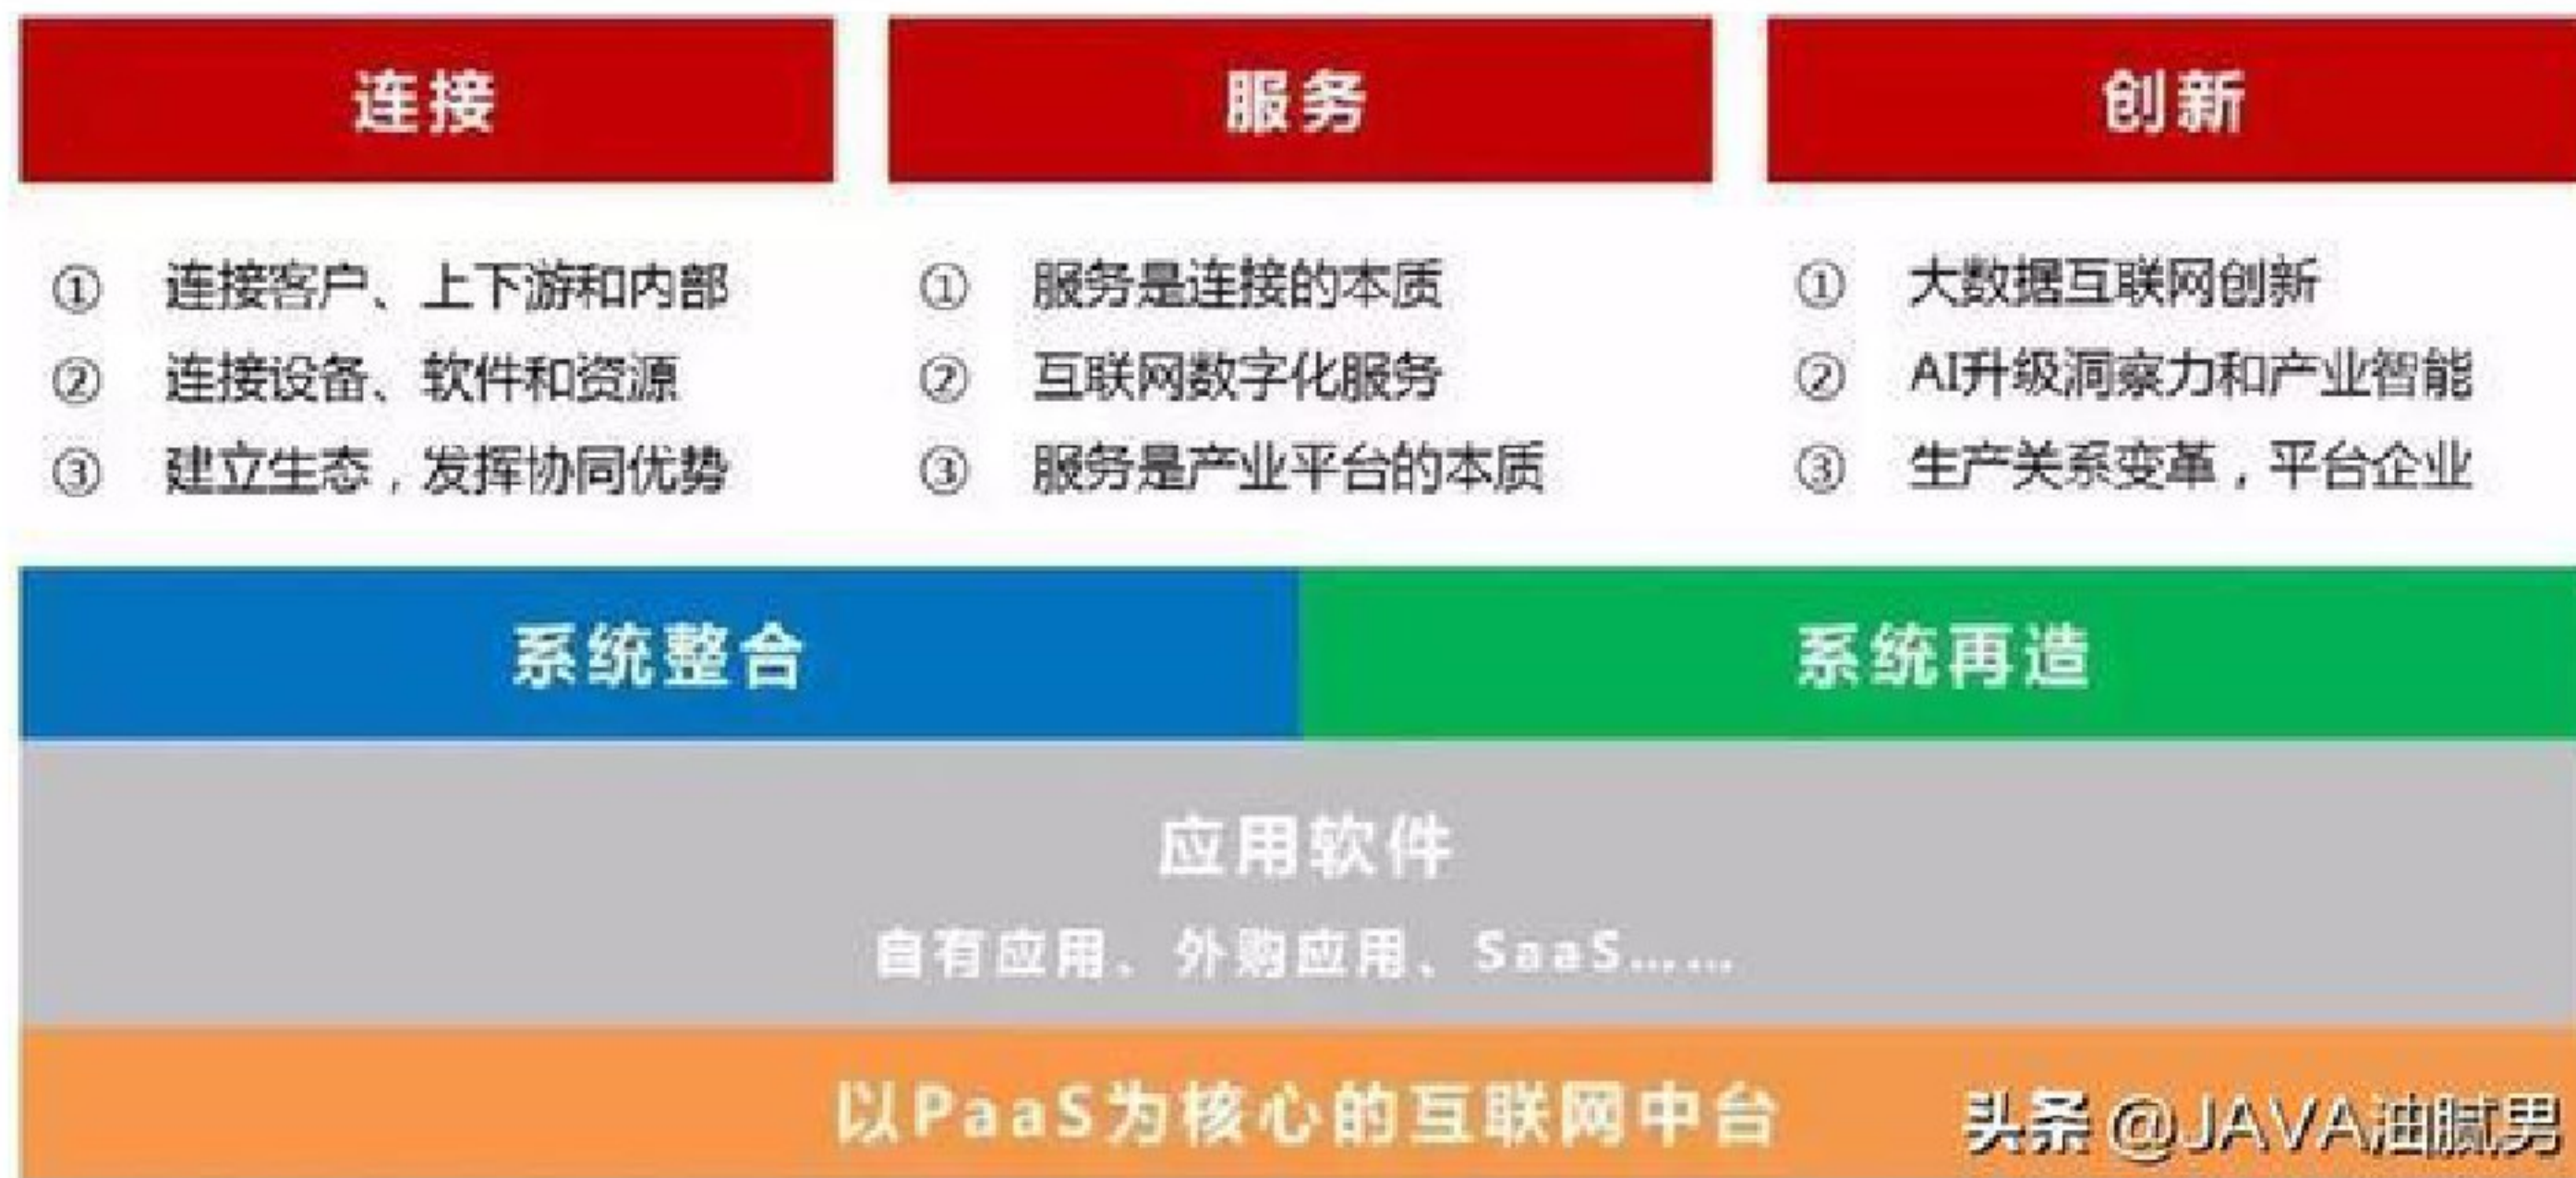 连接
服务
创新
① 连接客户、上下游和内部
② 连接设备、软件和资源
③ 建立生态，发挥协同优势
① 服务是连接的本质
② 互联网数字化服务
③ 服务是产业平台的本质
① 大数据互联网创新
② AI升级洞察力和产业智能
③ 生产关系变革，平台企业
系统整合
系统再造
应用软件
自有应用、外购应用、SaaS……
以PaaS为核心的互联网中台
头条 @JAVA油腻男